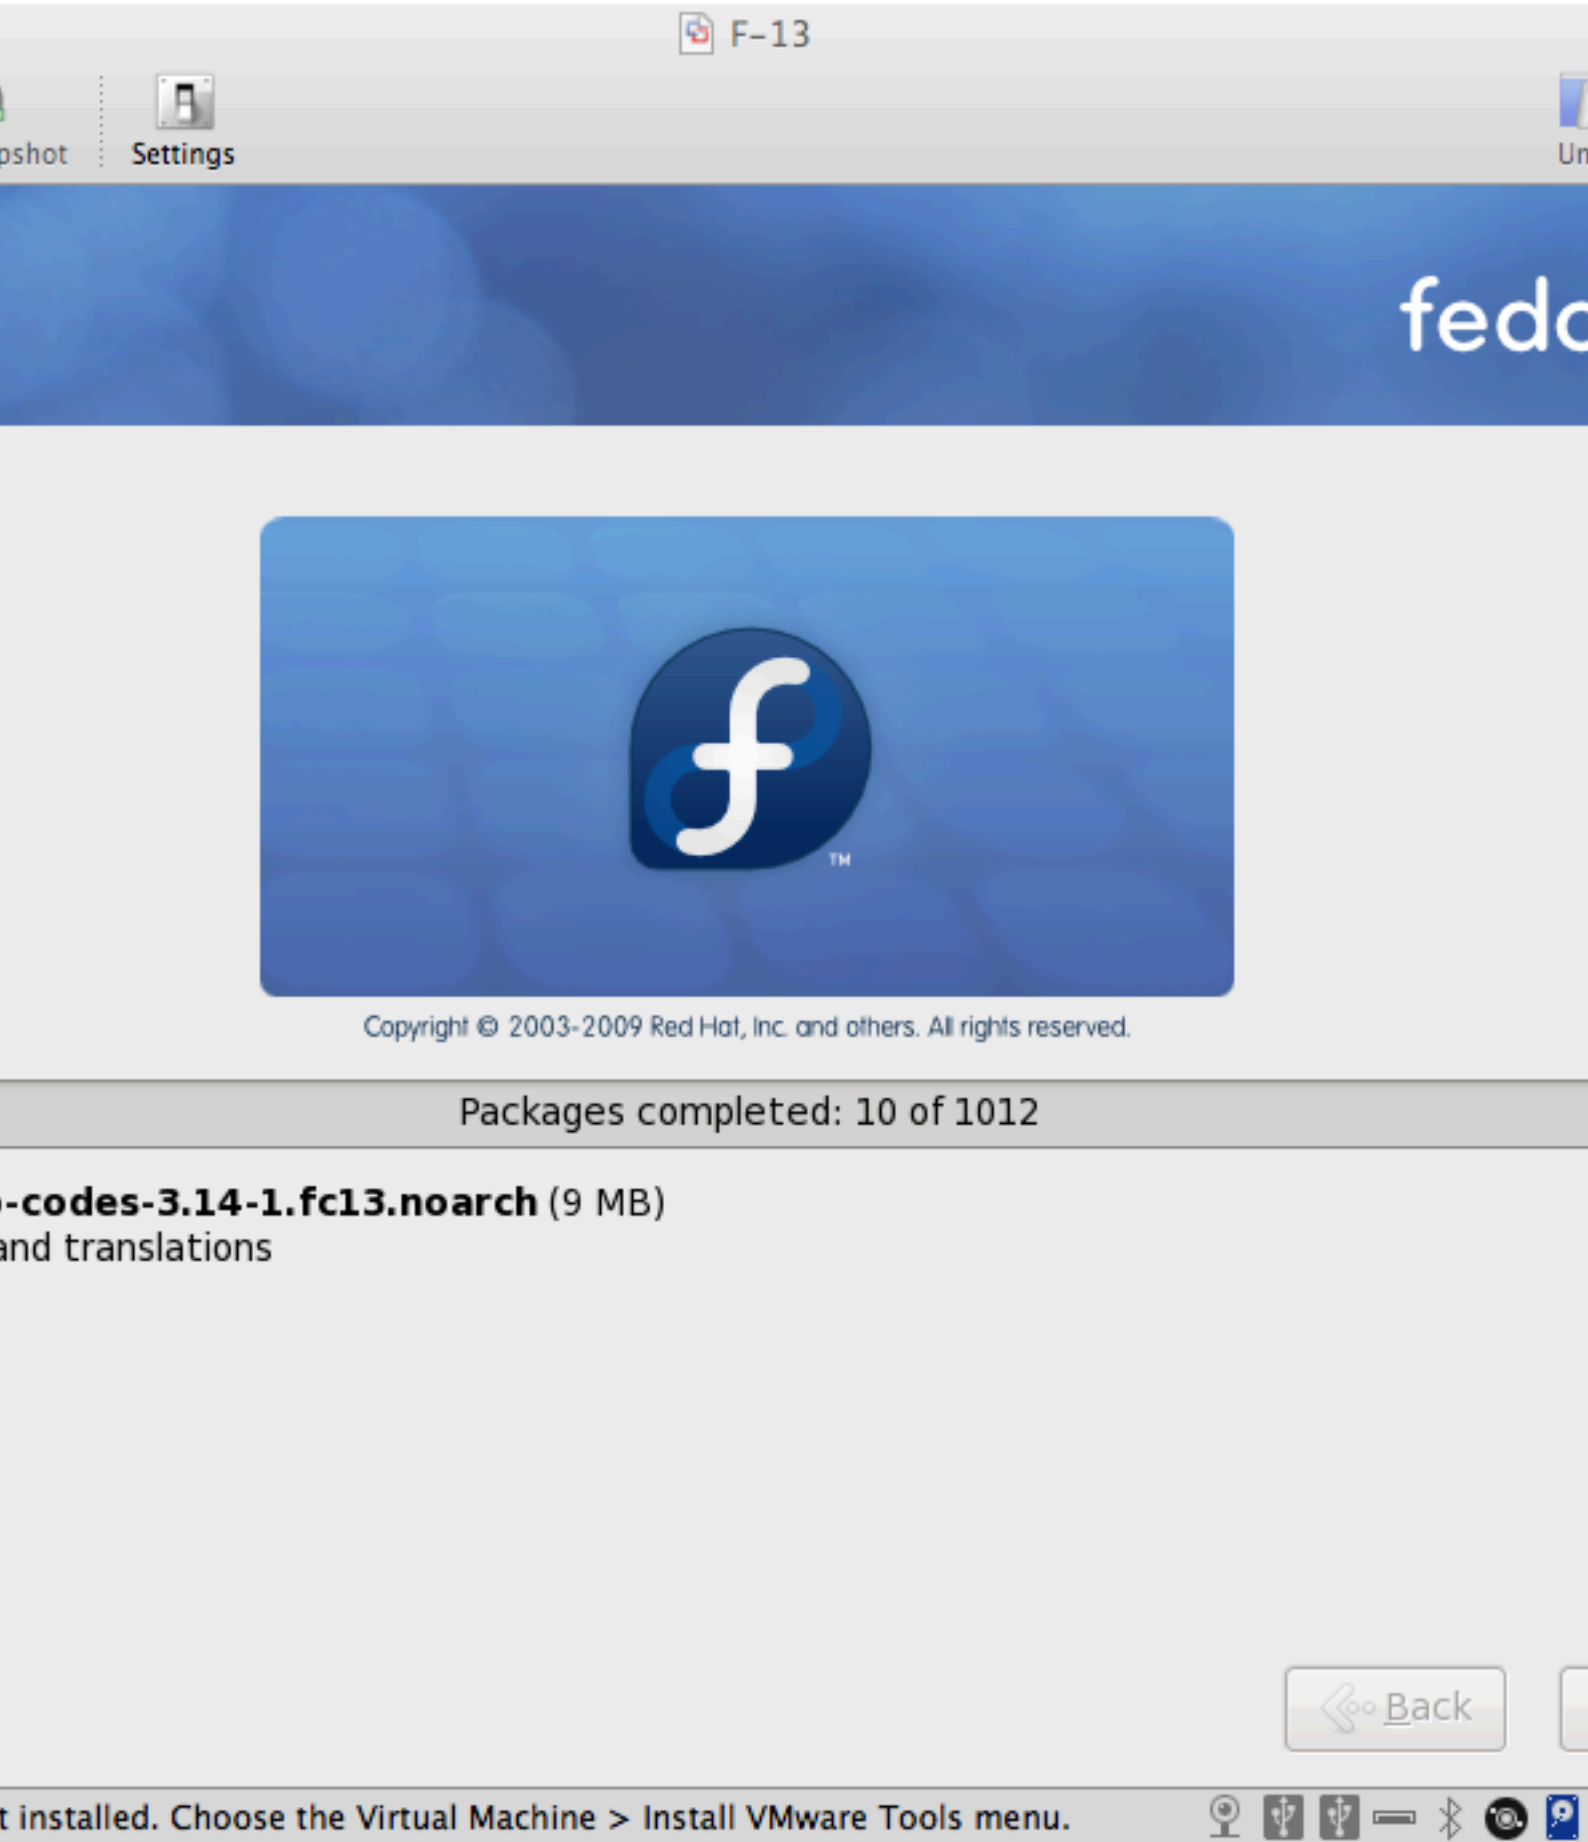 F-13
pshot
Settings
Un
fedo
TM
Copyright © 2003-2009 Red Hat, Inc. and others. All rights reserved.
Packages completed: 10 of 1012
-codes-3.14-1.fc13.noarch (9 MB)
and translations
Back
t installed. Choose the Virtual Machine > Install VMware Tools menu.